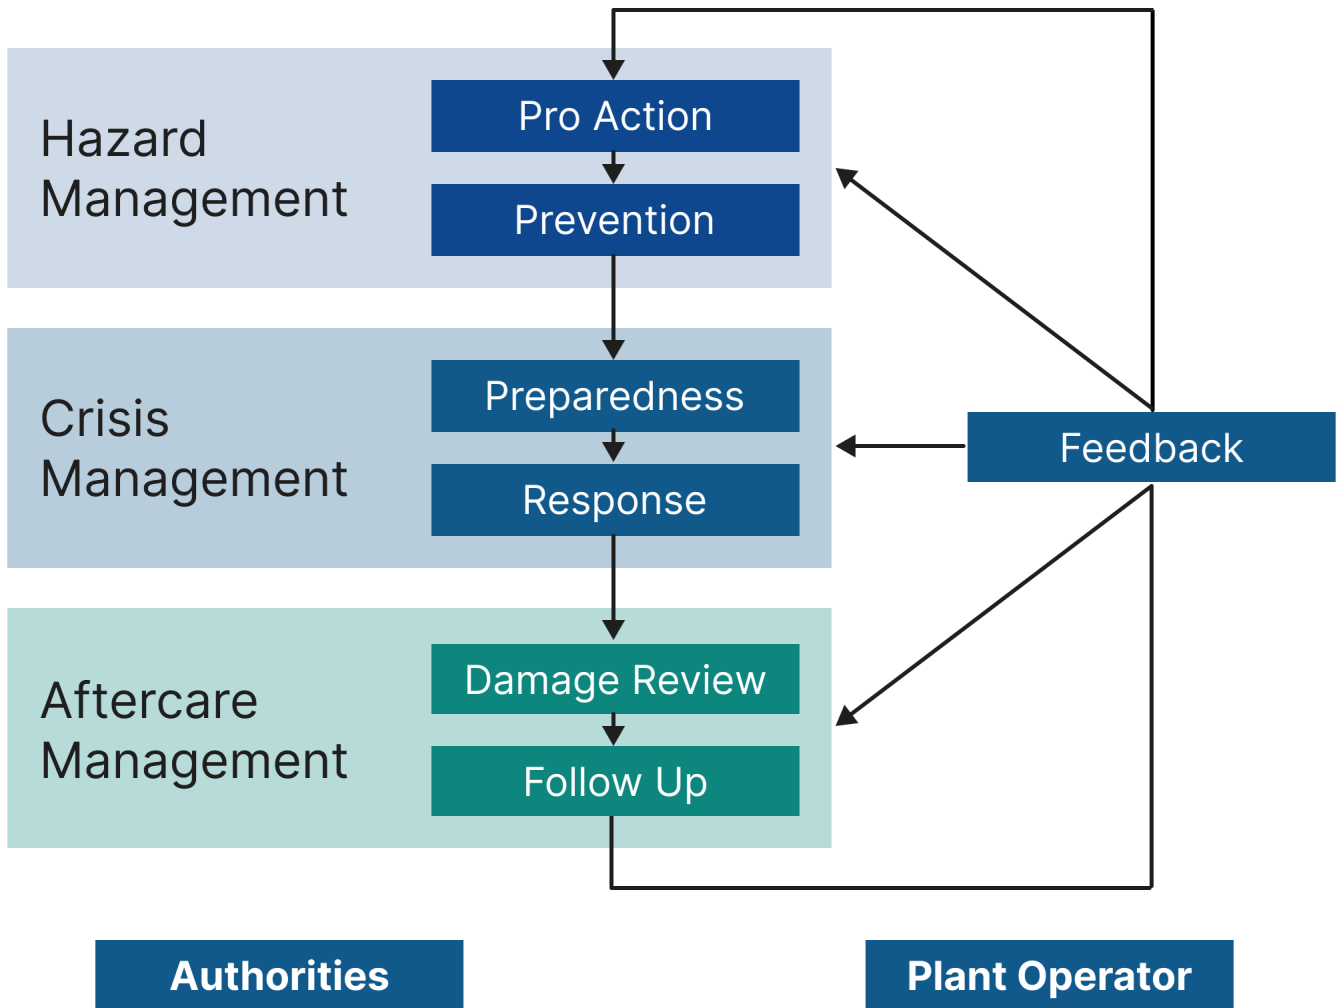 Hazard
Management
Pro Action
Prevention
Crisis
Management
Preparedness
Response
Feedback
Aftercare
Management
Damage Review
Follow Up
Authorities
Plant Operator